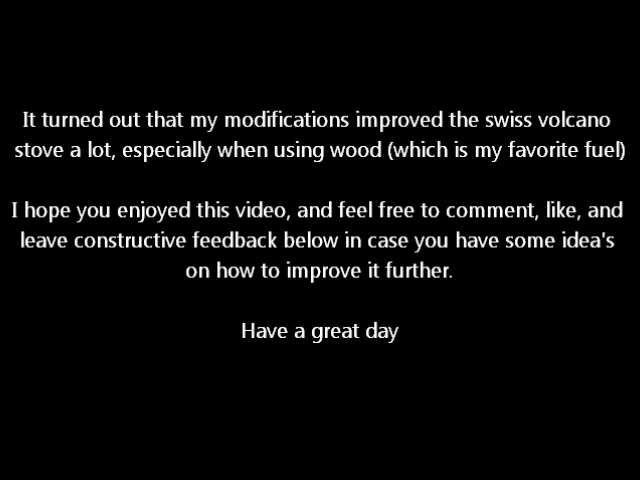 It turned out that my modifications improved the swiss volcano
stove a lot, especially when using wood (which is my favorite fuel)
I hope you enjoyed this video, and feel free to comment, like, and
leave constructive feedback below in case you have some idea's
on how to improve it further.
Have a great day